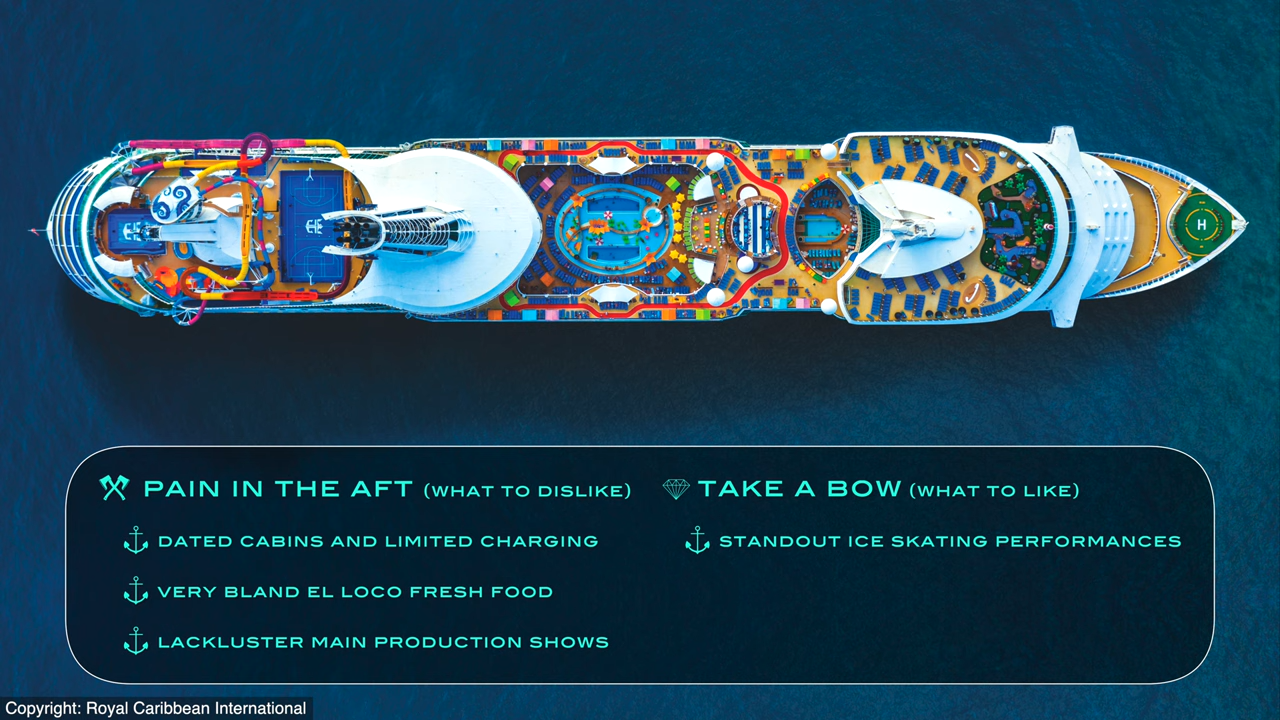 H
PAIN IN THE AFT (WHAT TO DISLIKE)
DATED CABINS AND LIMITED CHARGING
VERY BLAND EL LOCO FRESH FOOD
LACKLUSTER MAIN PRODUCTION SHOWS
TAKE A BOW (WHAT TO LIKE)
STANDOUT ICE SKATING PERFORMANCES
Copyright: Royal Caribbean International